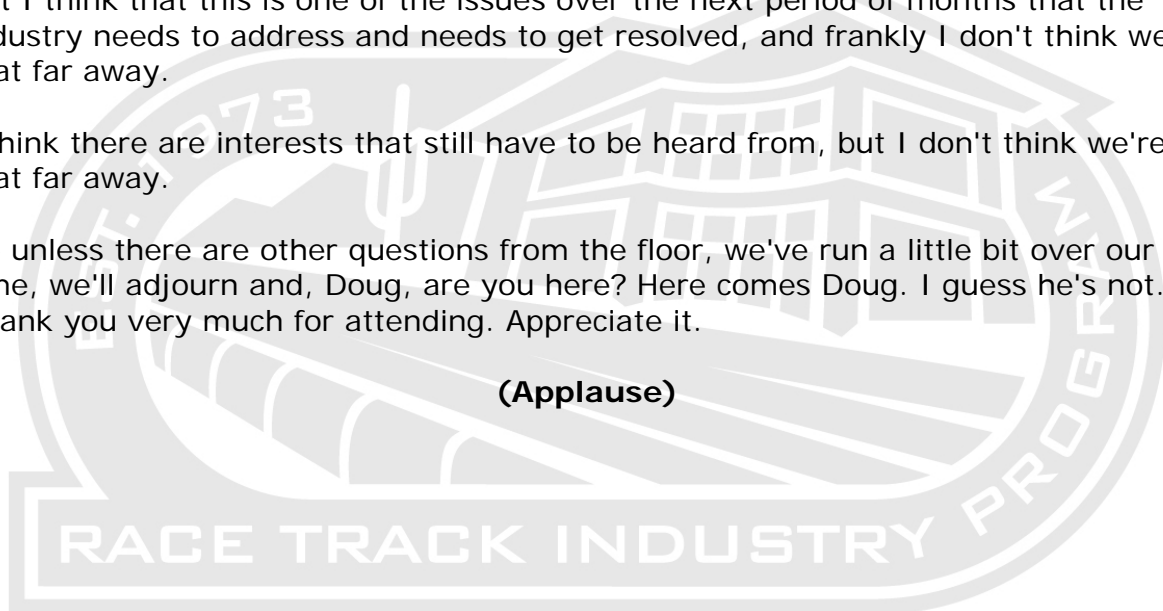 t I think that this is one of the issues over the next period of months that the
dustry needs to address and needs to get resolved, and frankly I don't think we
at far away.
hink there are interests that still have to be heard from, but I don't think we're
at far away.
unless there are other questions from the floor, we've run a little bit over our
ne, we'll adjourn and, Doug, are you here? Here comes Doug. I guess he's not.
ank you very much for attending. Appreciate it.
(Applause)
EST. 1973
RACE TRACK INDUSTRY PROGRAM